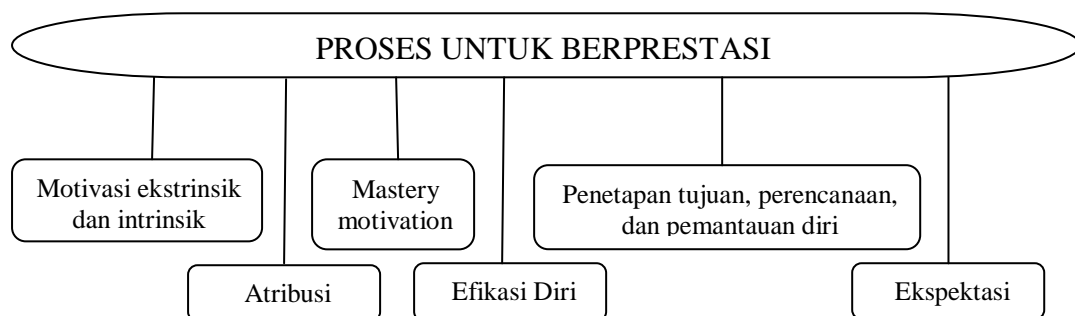 PROSES UNTUK BERPRESTASI
Motivasi ekstrinsik
dan intrinsik
Mastery
motivation
Penetapan tujuan, perencanaan,
dan pemantauan diri
Atribusi
Efikasi Diri
Ekspektasi